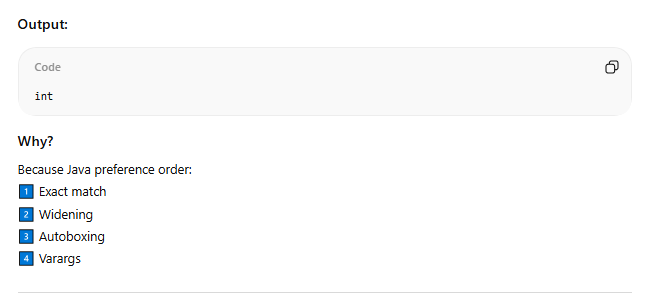 Output:
Code
int
Why?
Because Java preference order:
1 Exact match
2 Widening
3 Autoboxing
4 Varargs